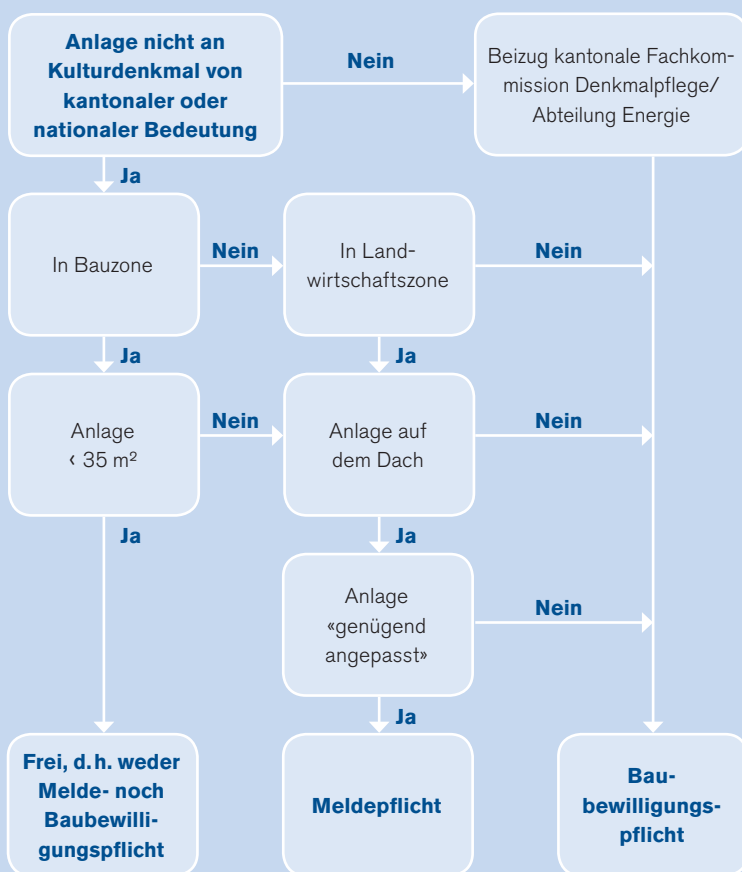 Anlage nicht an
Kulturdenkmal von
kantonaler oder
nationaler Bedeutung
Nein
Beizug kantonale Fachkom-
mission Denkmalpflege/
Abteilung Energie
Ja
In Bauzone
Nein
In Land-
wirtschaftszone
Nein
Ja
Ja
Anlage
‹ 35 m²
Nein
Anlage auf
dem Dach
Nein
Ja
Ja
Anlage
«genügend
angepasst»
Nein
Ja
Frei, d.h. weder
Melde- noch
Baubewilli-
gungspflicht
Meldepflicht
Bau-
bewilligungs-
pflicht